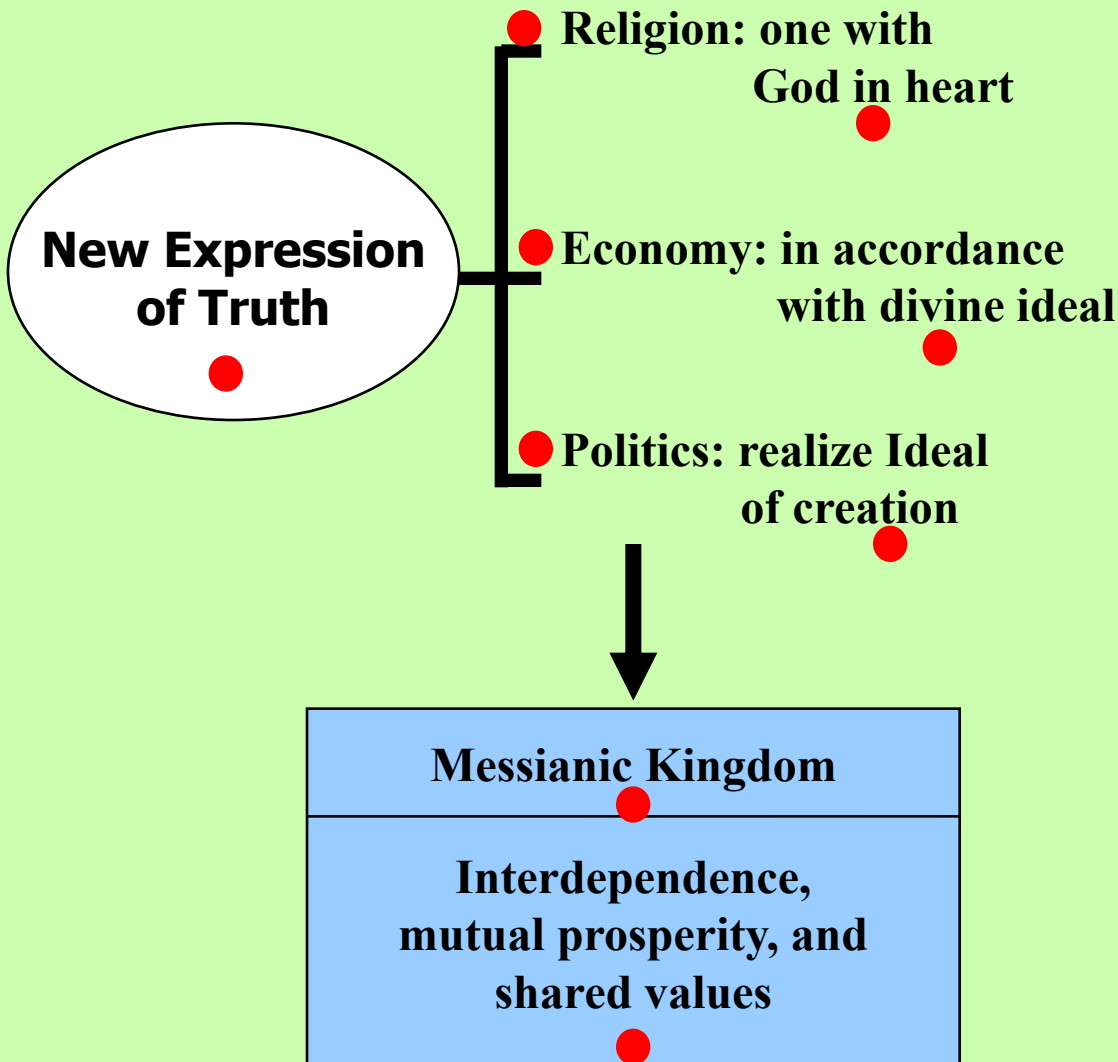 Religion: one with
God in heart
New Expression
of Truth
Economy: in accordance
with divine ideal
Politics: realize Ideal
of creation
Messianic Kingdom
Interdependence,
mutual prosperity, and
shared values